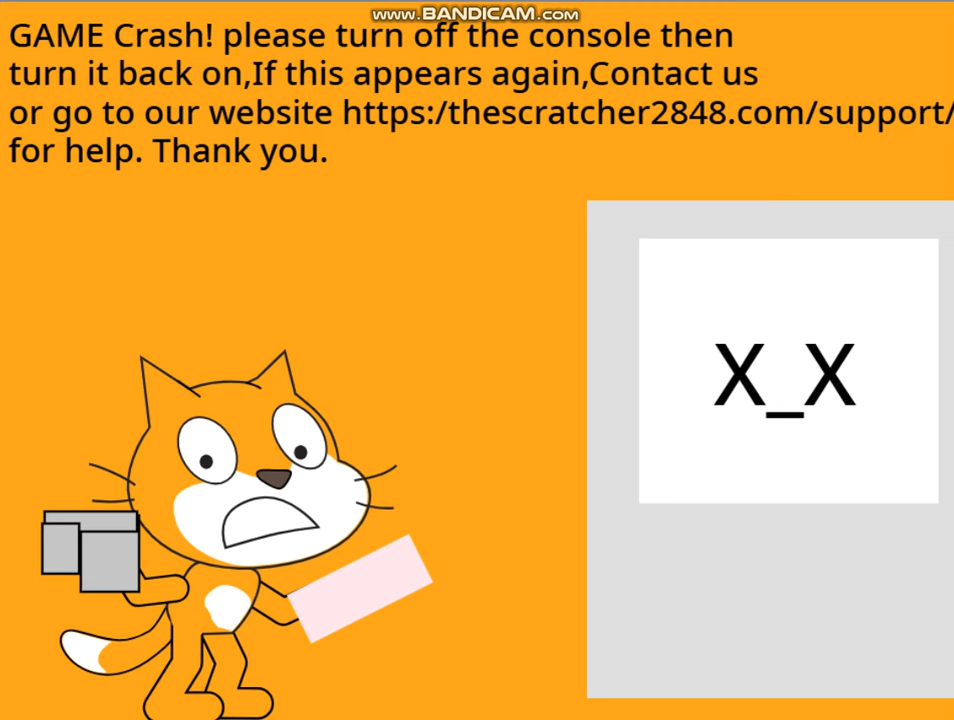 www.BANDICAM.com
GAME Crash! please turn off the console then
turn it back on,If this appears again,Contact us
or go to our website https:/thescratcher2848.com/support/
for help. Thank you.
X_X